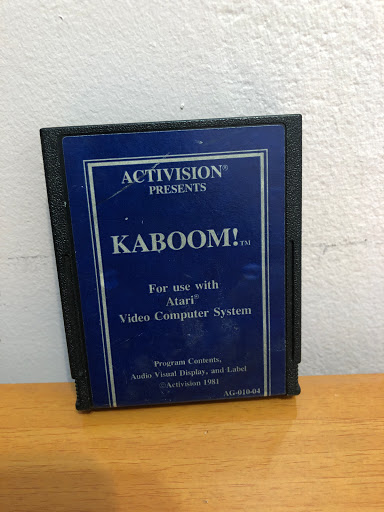 ACTIVISION®
PRESENTS
KABOOM!™
For use with
Atari®
Video Computer System
Program Contents,
Audio Visual Display, and Label
©Activision 1981
AG-010-04